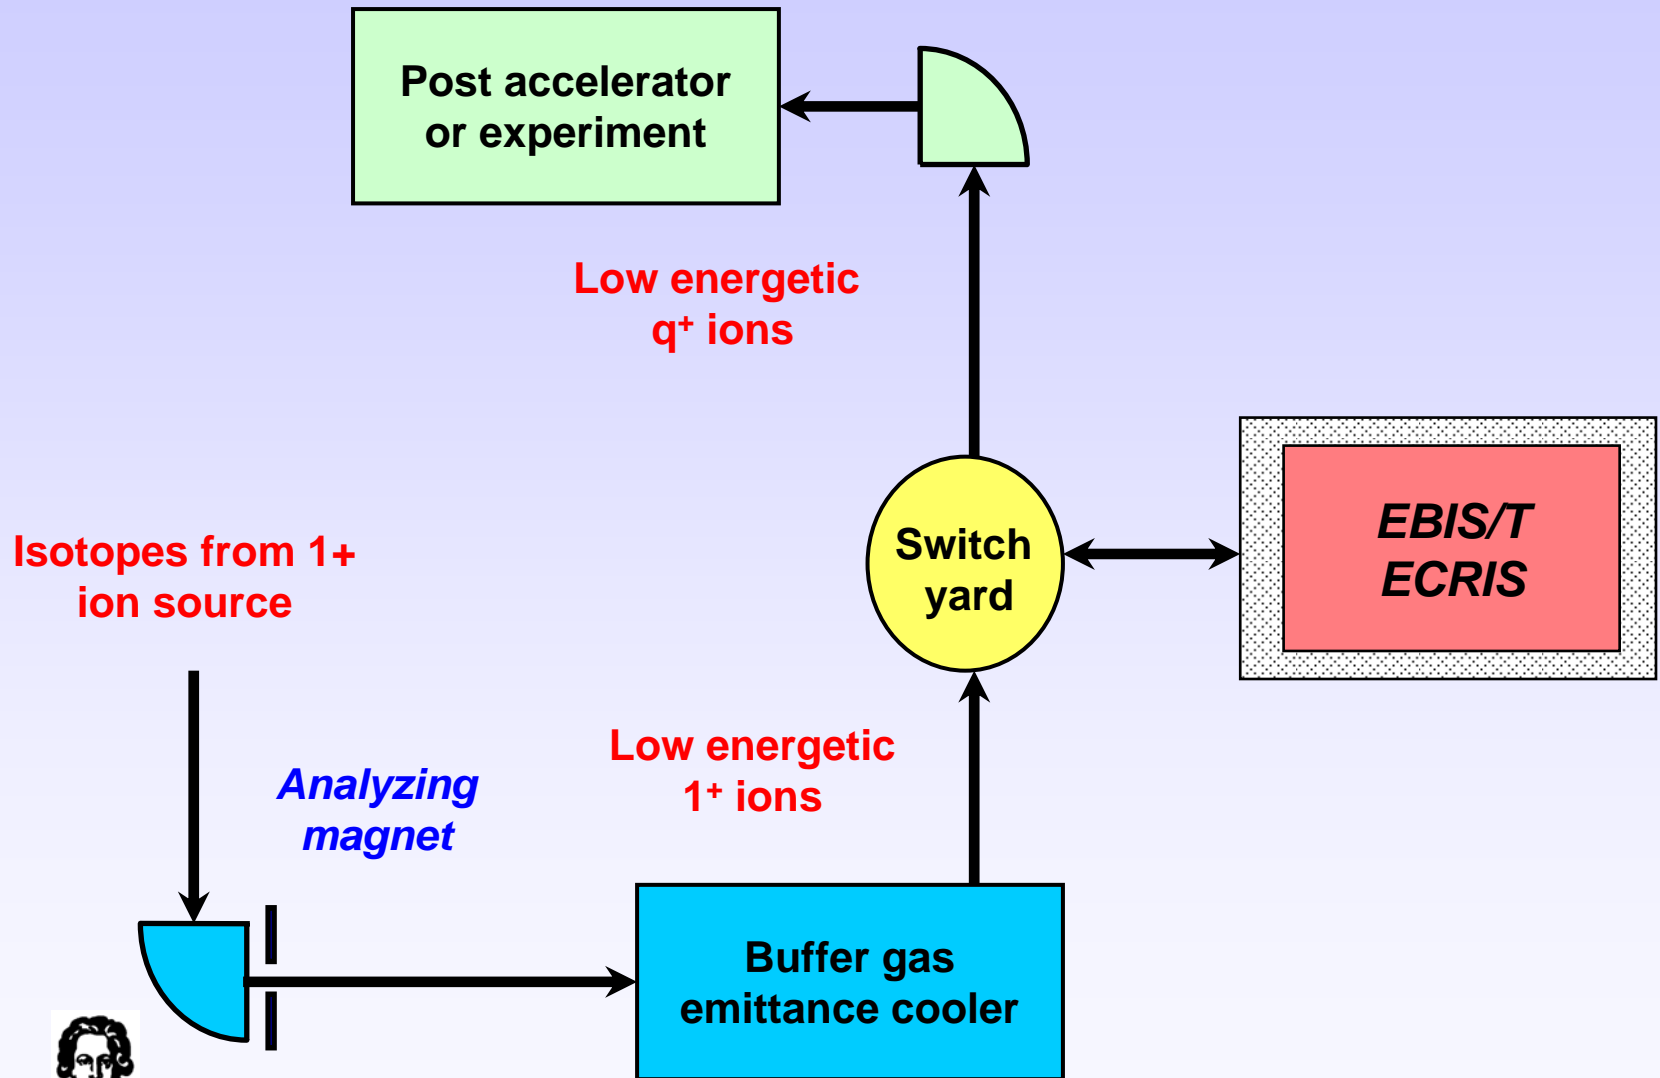 Post accelerator
or experiment
Low energetic
q⁺ ions
Switch
yard
EBIS/T
ECRIS
Isotopes from 1+
ion source
Low energetic
1⁺ ions
Analyzing
magnet
Buffer gas
emittance cooler